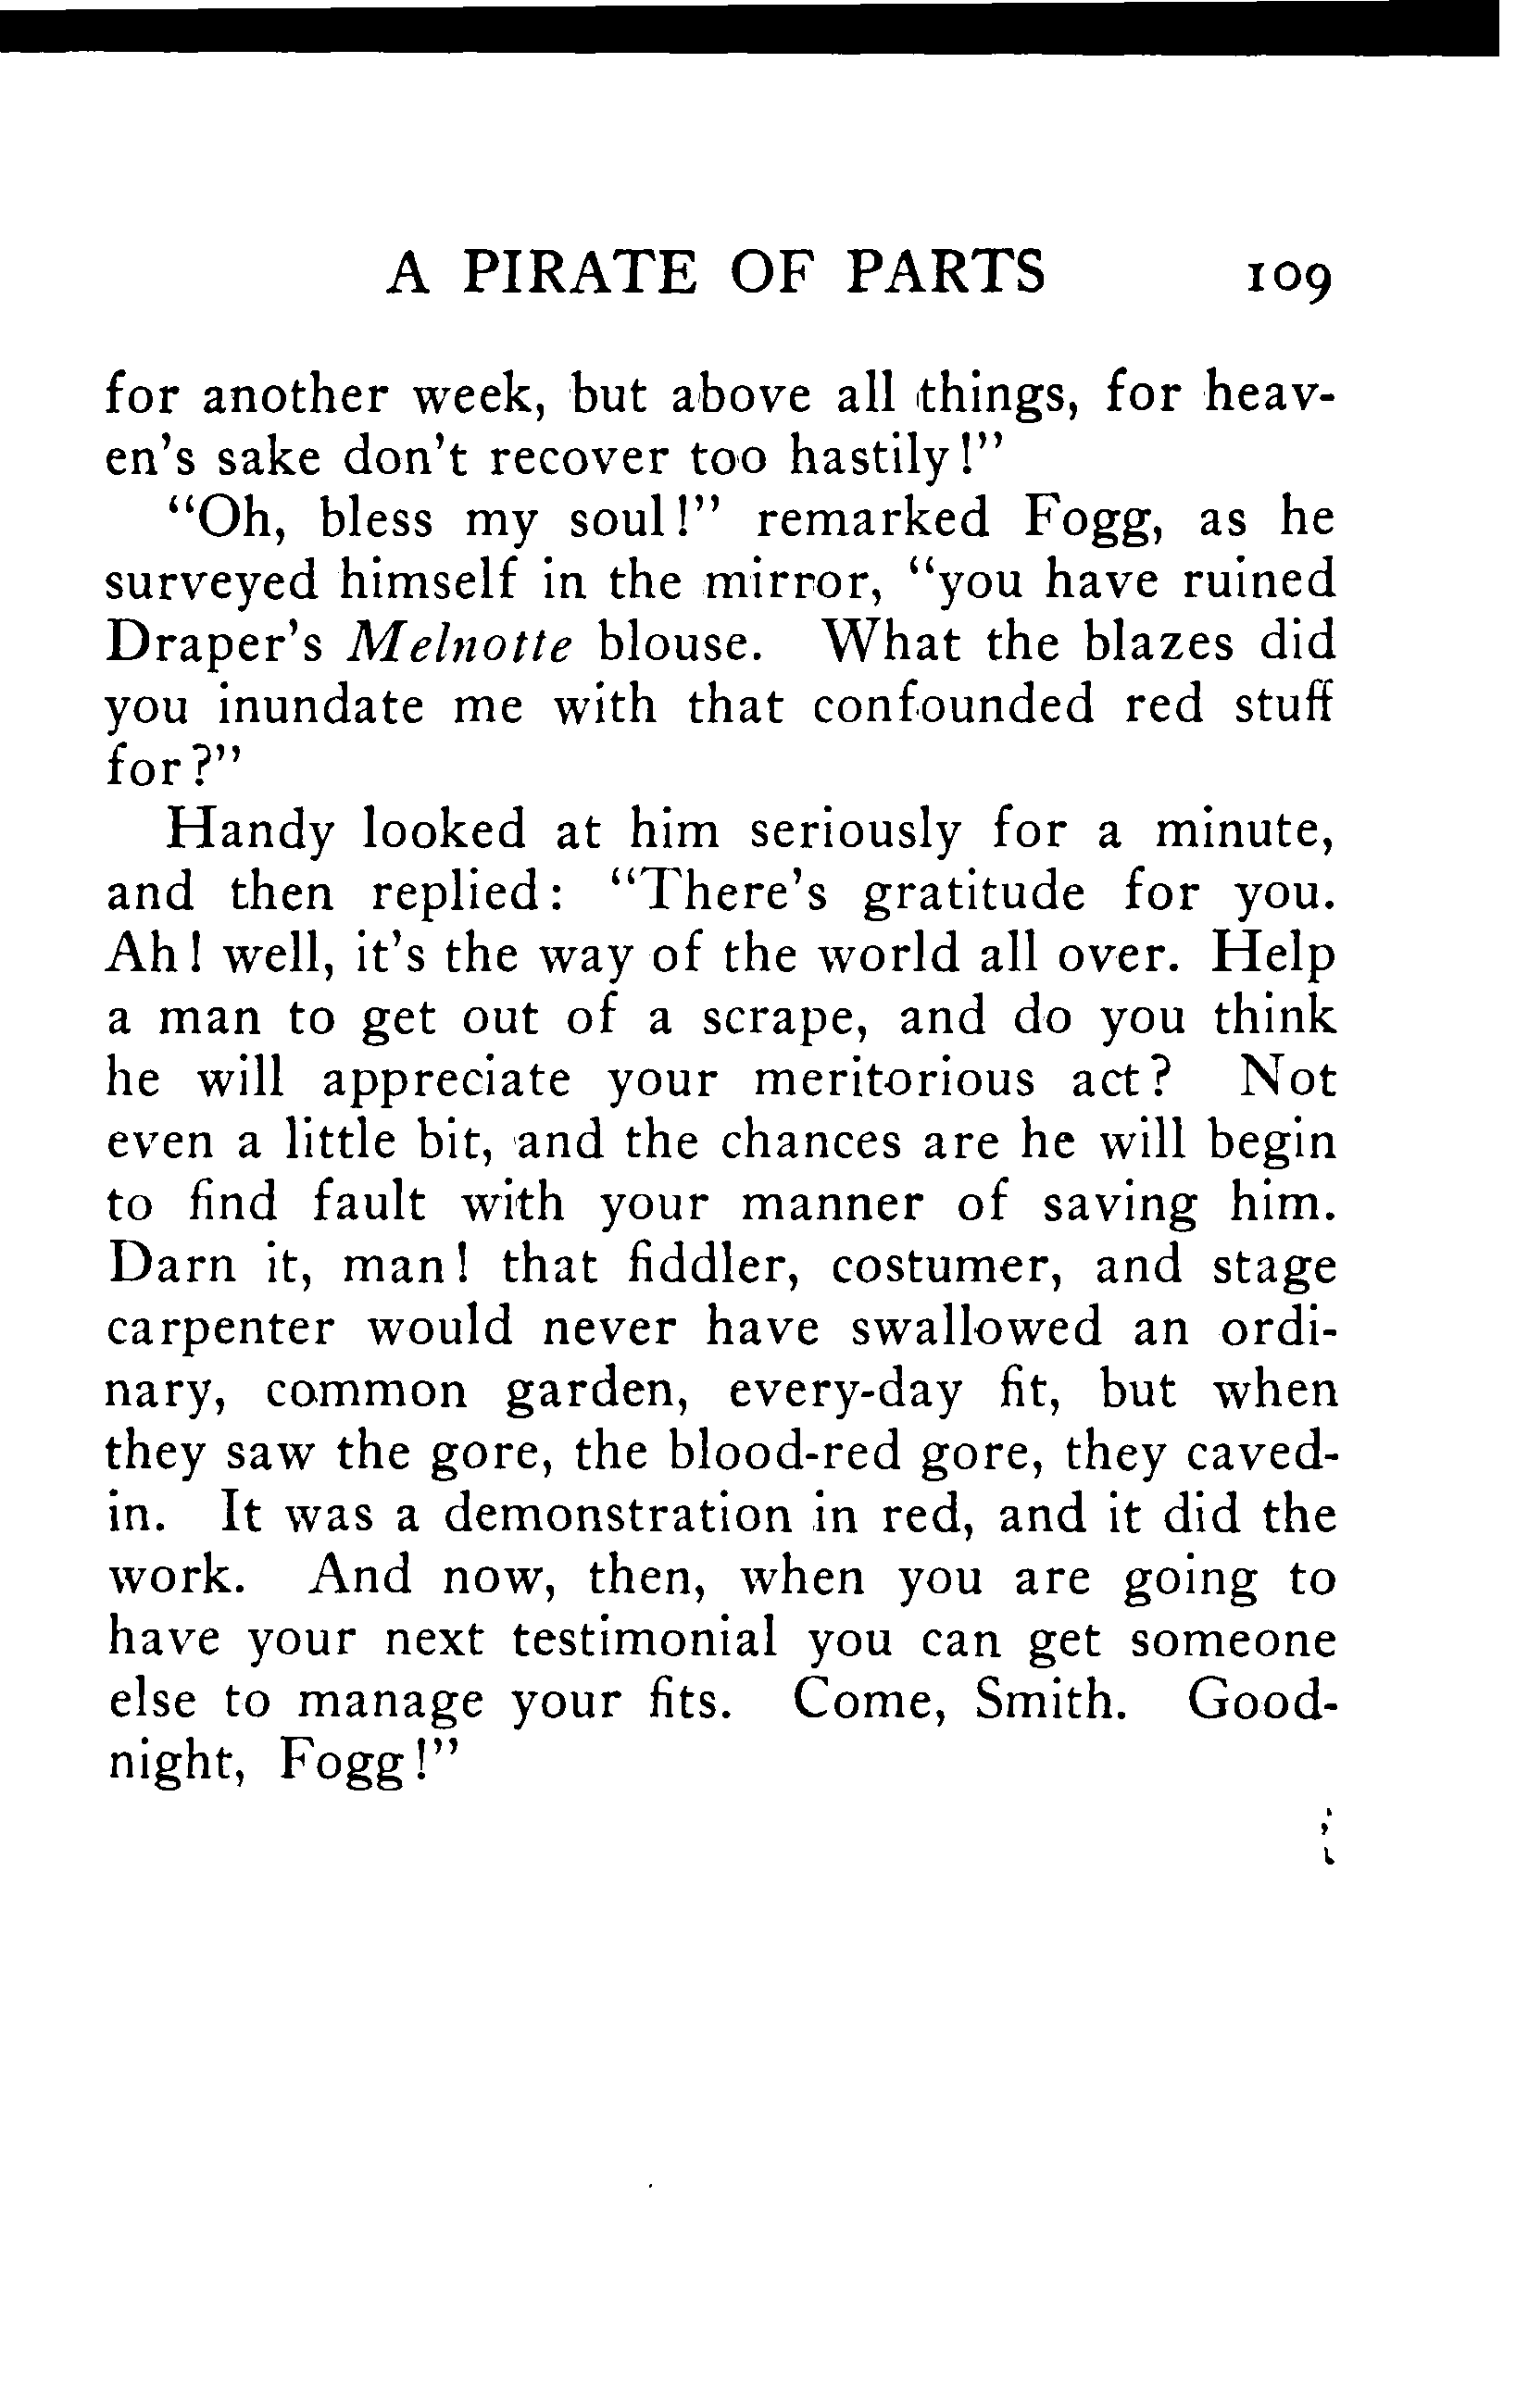 A PIRATE OF PARTS 109
for another week, but above all things, for heav-
en's sake don't recover too hastily!"
"Oh, bless my soul!" remarked Fogg, as he
surveyed himself in the mirror, "you have ruined
Draper's Melnotte blouse. What the blazes did
you inundate me with that confounded red stuff
for?"
Handy looked at him seriously for a minute,
and then replied: "There's gratitude for you.
Ah! well, it's the way of the world all over. Help
a man to get out of a scrape, and do you think
he will appreciate your meritorious act? Not
even a little bit, and the chances are he will begin
to find fault with your manner of saving him.
Darn it, man! that fiddler, costumer, and stage
carpenter would never have swallowed an ordi-
nary, common garden, every-day fit, but when
they saw the gore, the blood-red gore, they caved-
in. It was a demonstration in red, and it did the
work. And now, then, when you are going to
have your next testimonial you can get someone
else to manage your fits. Come, Smith. Good-
night, Fogg!"